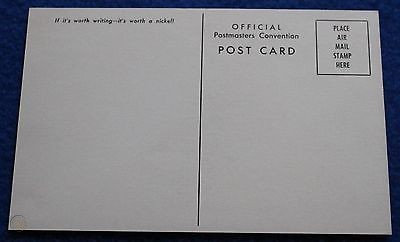 If it's worth writing—it's worth a nickel!
OFFICIAL
Postmasters Convention
POST CARD
PLACE
AIR
MAIL
STAMP
HERE